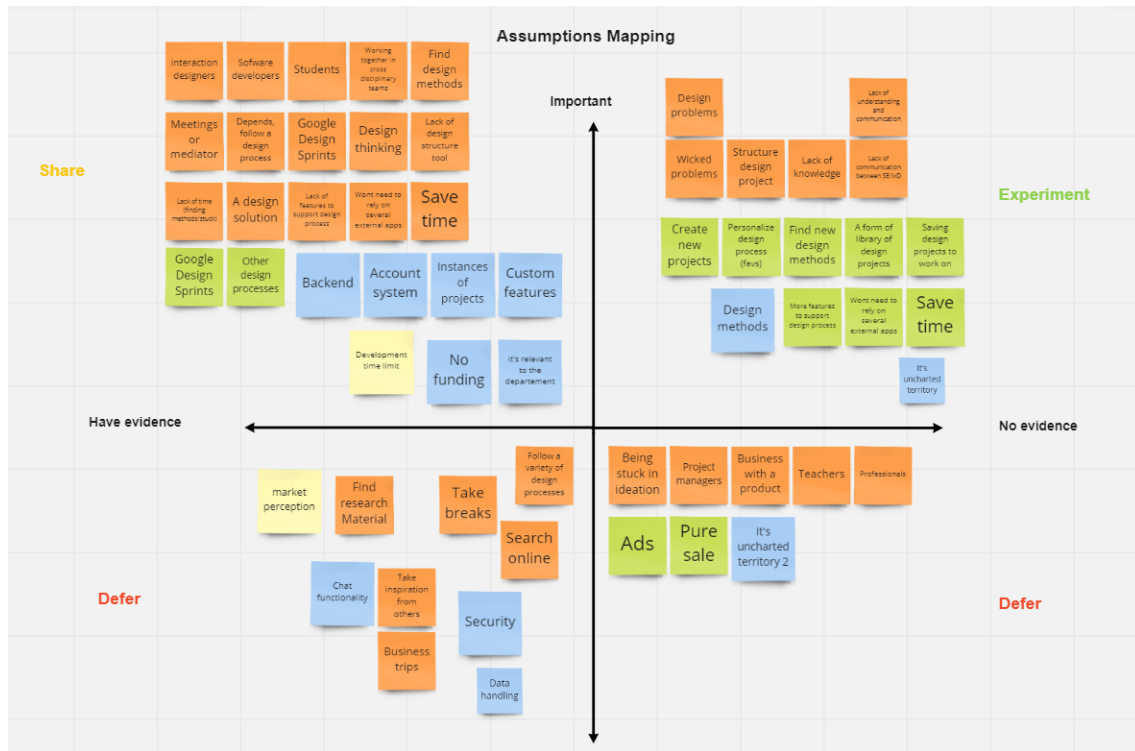 Assumptions Mapping
Important
Share
Experiment
Have evidence
No evidence
Defer
Defer
Interaction
designers
Sofware
developers
Students
Working
together in
cross
disciplinary
teams
Find
design
methods
Meetings
or
mediator
Depends,
follow a
design
process
Google
Design
Sprints
Design
thinking
Lack of
design
structure
tool
Lack of time
(finding
methods/stuck)
A design
solution
Lack of
features to
support design
process
Wont need to
rely on
several
external apps
Save
time
Google
Design
Sprints
Other
design
processes
Backend
Account
system
Instances
of
projects
Custom
features
Development
time limit
No
funding
it's relevant
to the
departement
Design
problems
Lack of
understanding
and
communication
Wicked
problems
Structure
design
project
Lack of
knowledge
Lack of
communication
between SE/IxD
Create
new
projects
Personalize
design
process
(favs)
Find new
design
methods
A form of
library of
design
projects
Saving
design
projects to
work on
Design
methods
More features
to support
design process
Wont need to
rely on
several
external apps
Save
time
It's
uncharted
territory
market
perception
Find
research
Material
Take
breaks
Follow a
variety of
design
processes
Search
online
Chat
functionality
Take
inspiration
from
others
Security
Business
trips
Data
handling
Being
stuck in
ideation
Project
managers
Business
with a
product
Teachers
Professionals
Ads
Pure
sale
It's
uncharted
territory 2